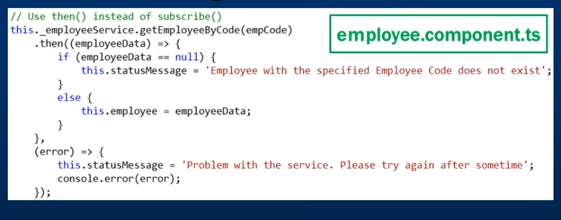 // Use then() instead of subscribe()
this._employeeService.getEmployeeByCode(empCode)
    .then((employeeData) => {
        if (employeeData == null) {
            this.statusMessage = 'Employee with the specified Employee Code does not exist';
        }
        else {
            this.employee = employeeData;
        }
    },
    (error) => {
        this.statusMessage = 'Problem with the service. Please try again after sometime';
        console.error(error);
    });
employee.component.ts